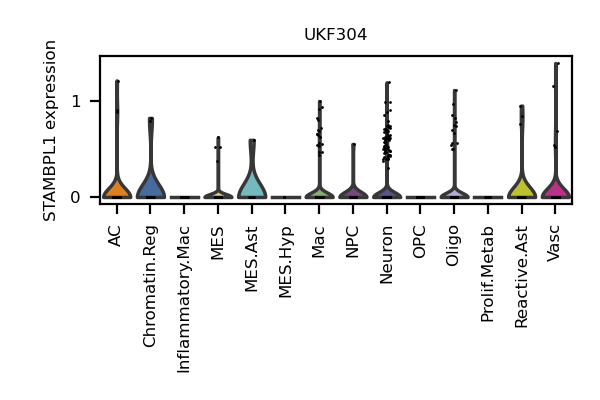 UKF304
STAMBPL1 expression
1
0
AC
Chromatin.Reg
Inflammatory.Mac
MES
MES.Ast
MES.Hyp
Mac
NPC
Neuron
OPC
Oligo
Prolif.Metab
Reactive.Ast
Vasc